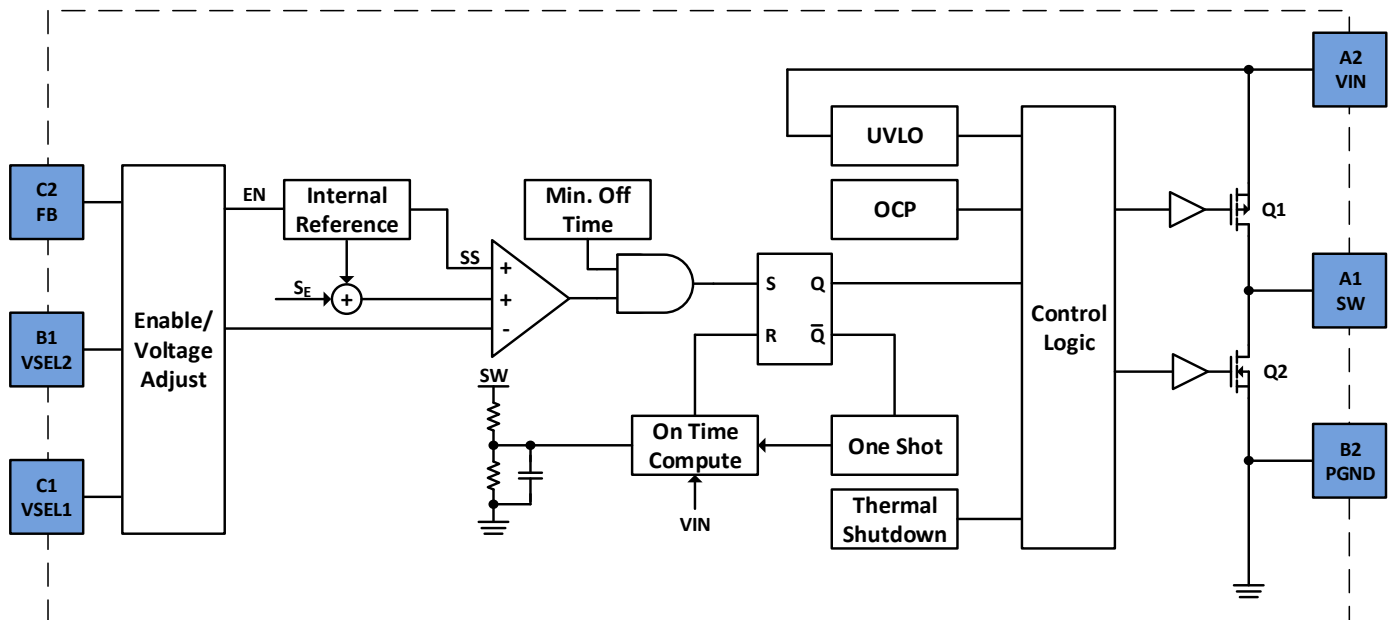 A2
VIN
UVLO
C2
FB
EN
Internal
Reference
Min. Off
Time
OCP
Q1
SS
+
+
-
SE
+
S
Q
R
Q̅
A1
SW
B1
VSEL2
Enable/
Voltage
Adjust
Control
Logic
SW
Q2
On Time
Compute
One Shot
B2
PGND
C1
VSEL1
VIN
Thermal
Shutdown